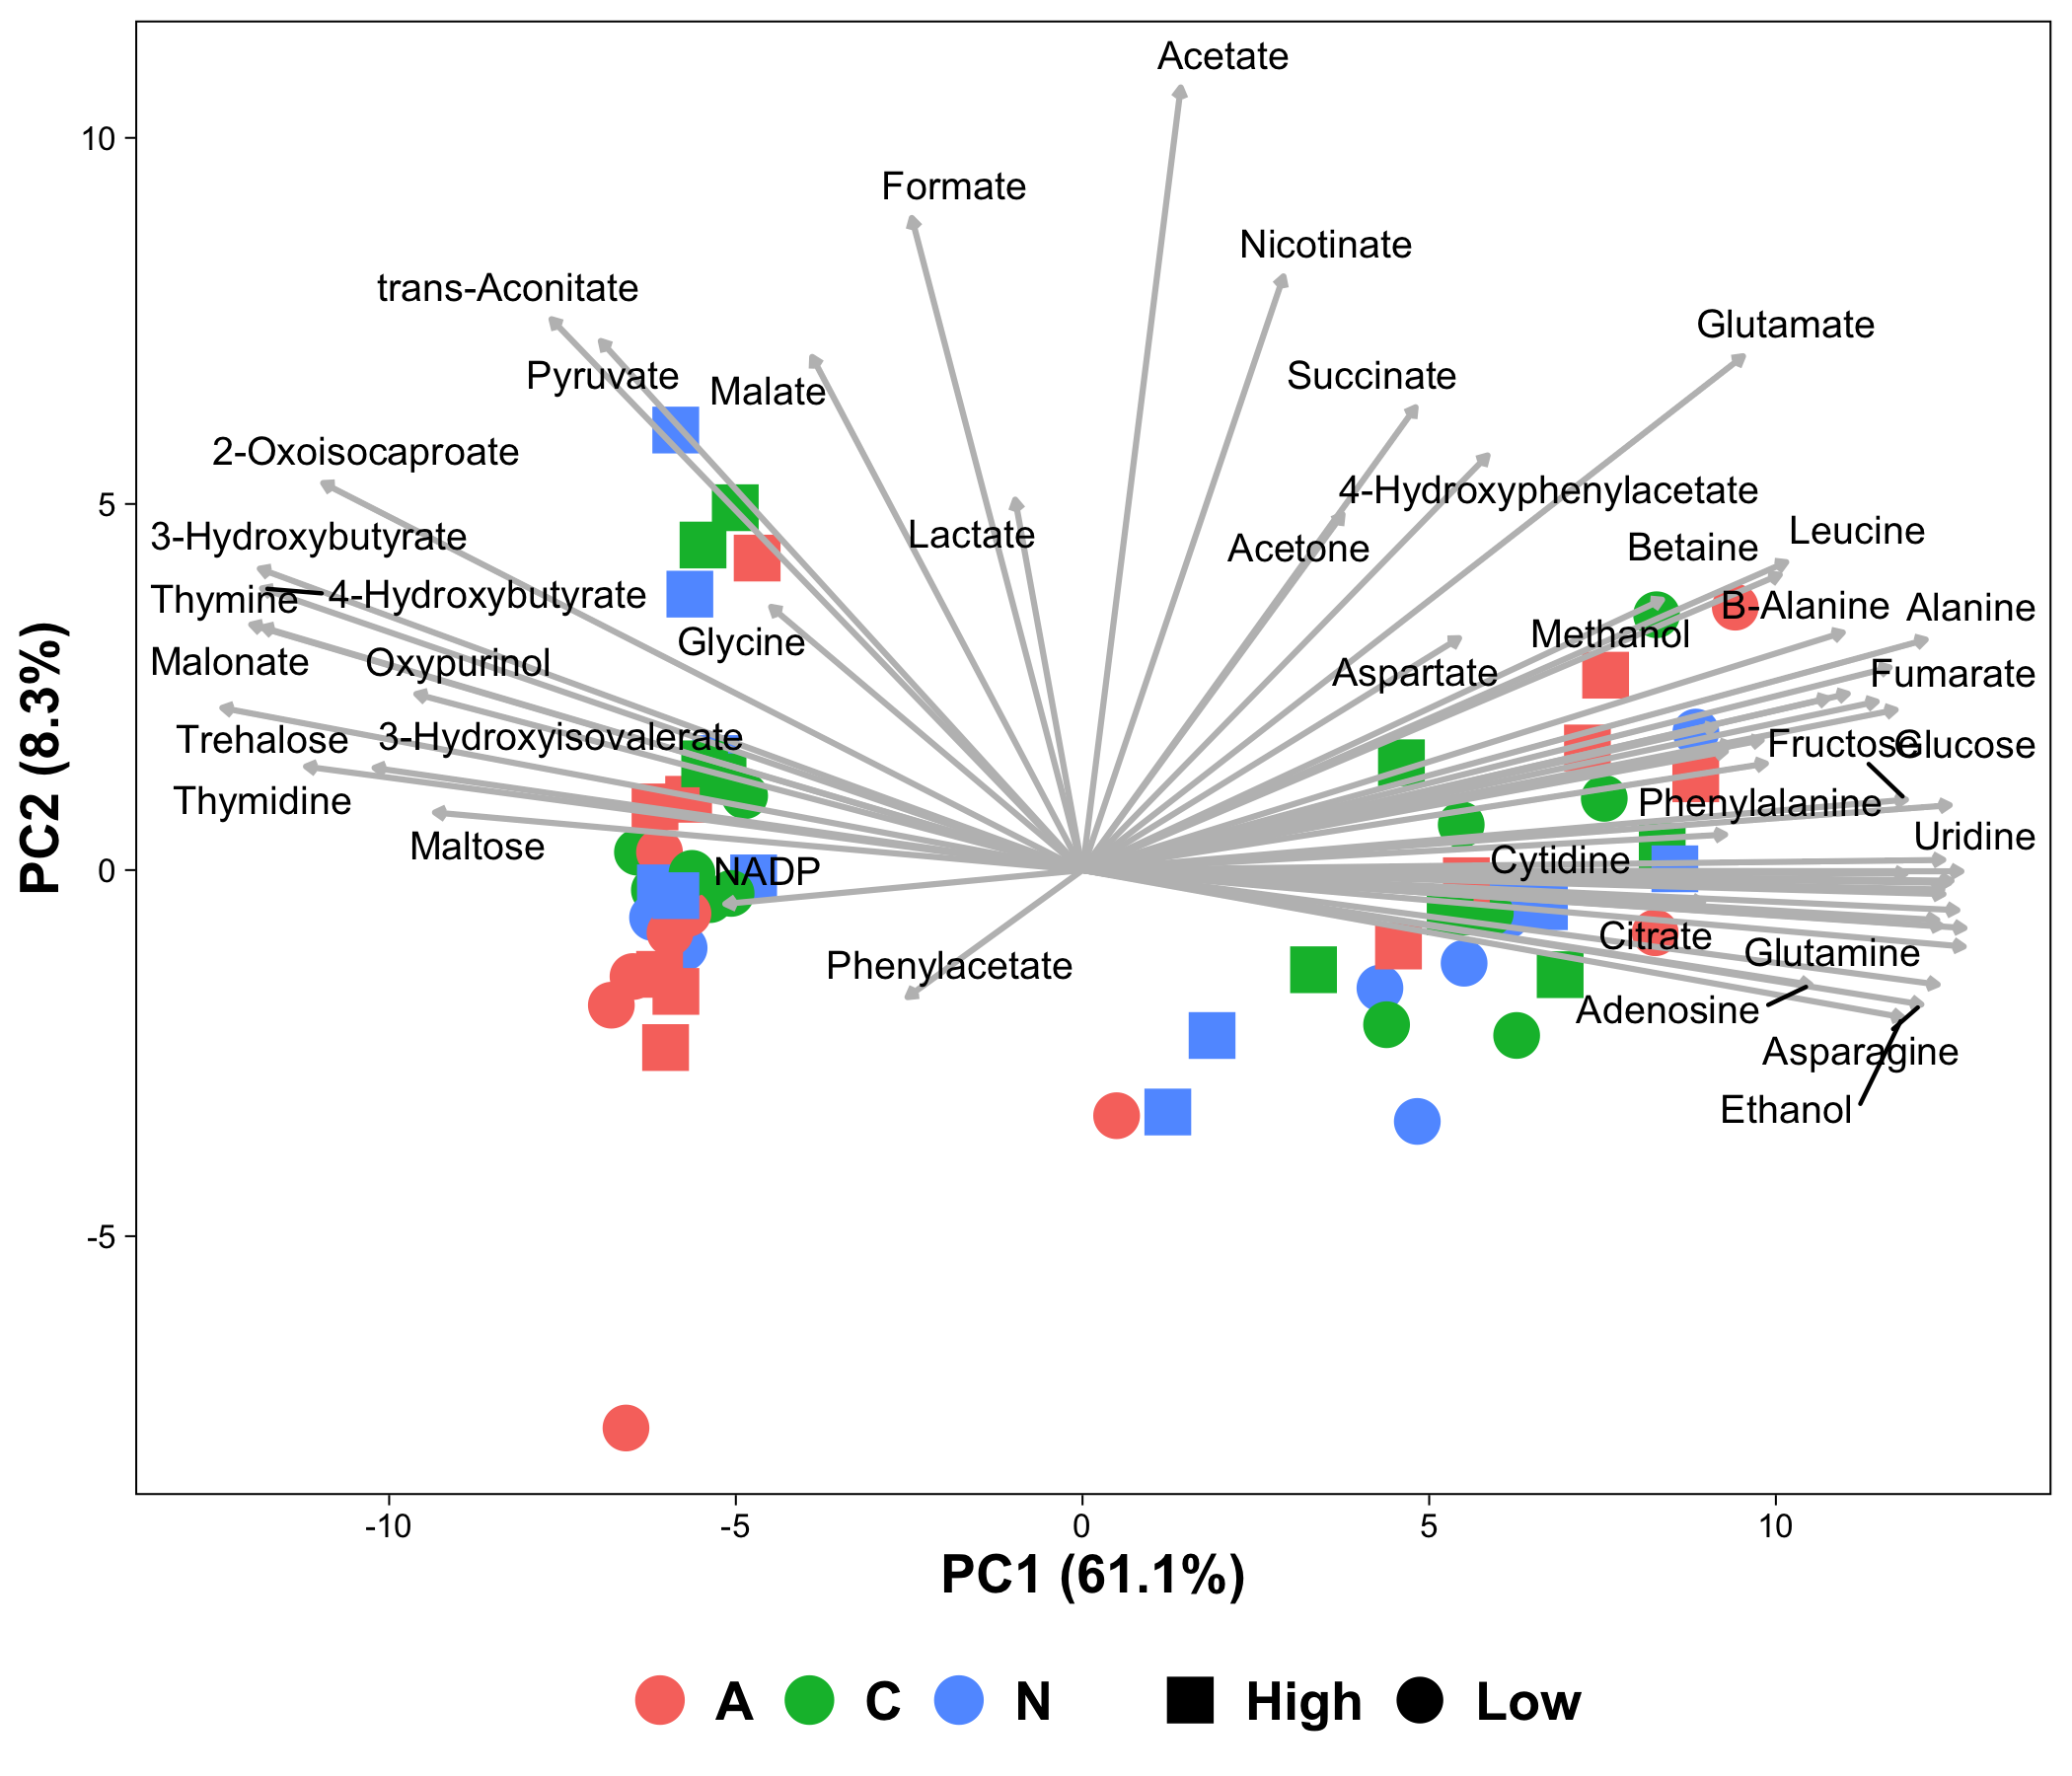 Acetate
10
Formate
Nicotinate
trans-Aconitate
Glutamate
Pyruvate
Malate
Succinate
2-Oxoisocaproate
5
4-Hydroxyphenylacetate
3-Hydroxybutyrate
Lactate
Acetone
Betaine
Leucine
Thymine
4-Hydroxybutyrate
B-Alanine
Alanine
Glycine
Methanol
Malonate
Oxypurinol
Aspartate
Fumarate
Trehalose
3-Hydroxyisovalerate
Fructose
Glucose
Thymidine
Phenylalanine
Maltose
Uridine
0
NADP
Cytidine
Phenylacetate
Citrate
Glutamine
Adenosine
Asparagine
Ethanol
-5
PC2 (8.3%)
-10
-5
0
5
10
PC1 (61.1%)
A
C
N
High
Low